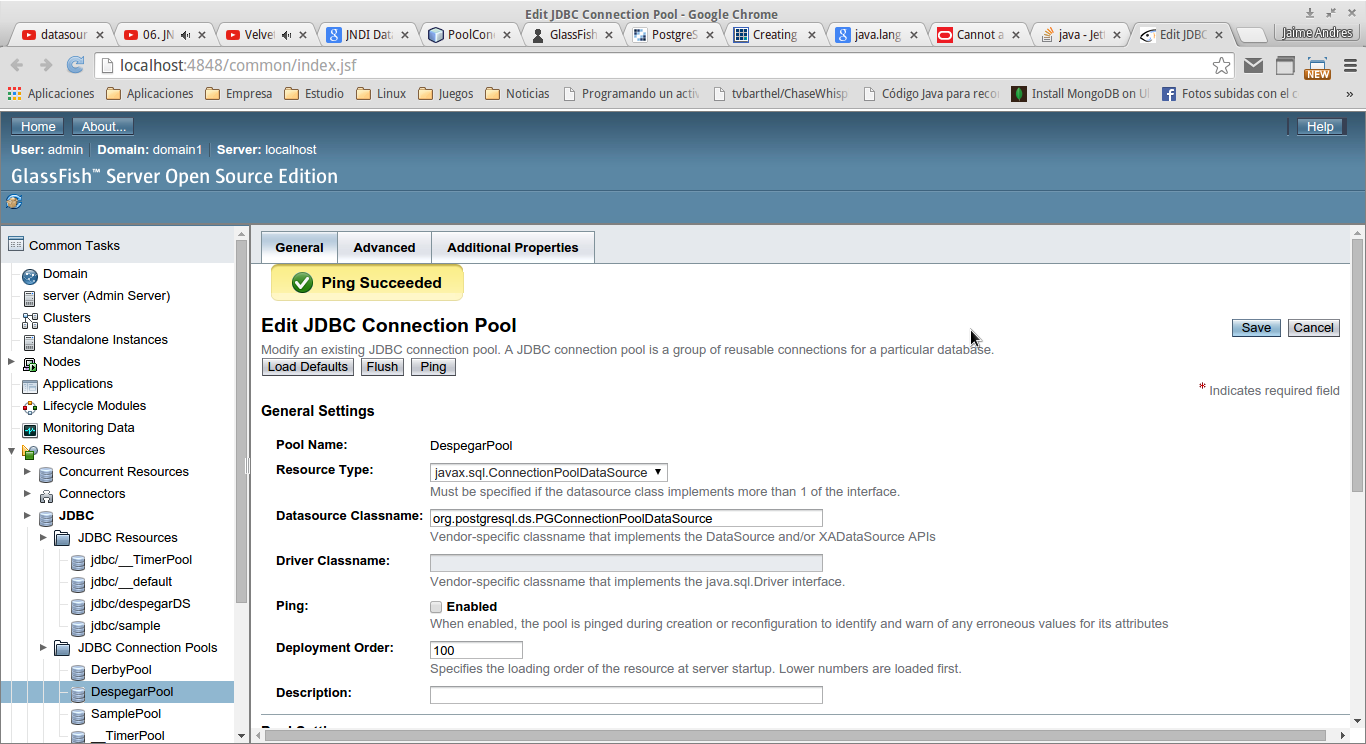 Edit JDBC Connection Pool - Google Chrome
datasour
06. JN
Velve
JNDI Dat
PoolCon
GlassFish
PostgreS
Creating
java.lang
Cannot a
java - Jet
Edit JDBC
Jaime Andres
localhost:4848/common/index.jsf
NEW
Aplicaciones
Aplicaciones
Empresa
Estudio
Linux
Juegos
Noticias
Programando un activ
tvbarthel/ChaseWhisp
Código Java para reco
Install MongoDB on U
Fotos subidas con el c
»
Home
About...
Help
User: admin
Domain: domain1
Server: localhost
GlassFish™ Server Open Source Edition
Common Tasks
Domain
server (Admin Server)
Clusters
Standalone Instances
Nodes
Applications
Lifecycle Modules
Monitoring Data
Resources
Concurrent Resources
Connectors
JDBC
JDBC Resources
jdbc/__TimerPool
jdbc/__default
jdbc/despegarDS
jdbc/sample
JDBC Connection Pools
DerbyPool
DespegarPool
SamplePool
__TimerPool
General
Advanced
Additional Properties
Ping Succeeded
Edit JDBC Connection Pool
Save
Cancel
Modify an existing JDBC connection pool. A JDBC connection pool is a group of reusable connections for a particular database.
Load Defaults
Flush
Ping
* Indicates required field
General Settings
Pool Name: DespegarPool
Resource Type: javax.sql.ConnectionPoolDataSource
Must be specified if the datasource class implements more than 1 of the interface.
Datasource Classname: org.postgresql.ds.PGConnectionPoolDataSource
Vendor-specific classname that implements the DataSource and/or XADataSource APIs
Driver Classname:
Vendor-specific classname that implements the java.sql.Driver interface.
Ping: Enabled
When enabled, the pool is pinged during creation or reconfiguration to identify and warn of any erroneous values for its attributes
Deployment Order: 100
Specifies the loading order of the resource at server startup. Lower numbers are loaded first.
Description: